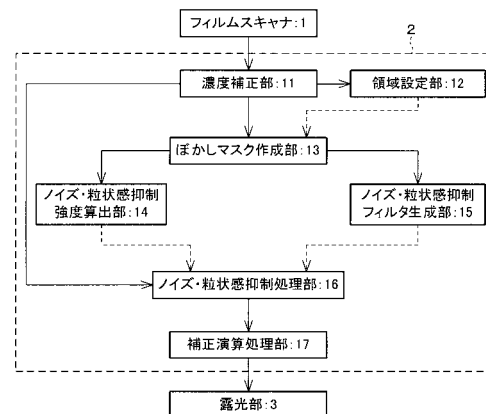 フィルムスキャナ:1
2
濃度補正部:11
領域設定部:12
ぼかしマスク作成部:13
ノイズ・粒状感抑制
強度算出部:14
ノイズ・粒状感抑制
フィルタ生成部:15
ノイズ・粒状感抑制処理部:16
補正演算処理部:17
露光部:3